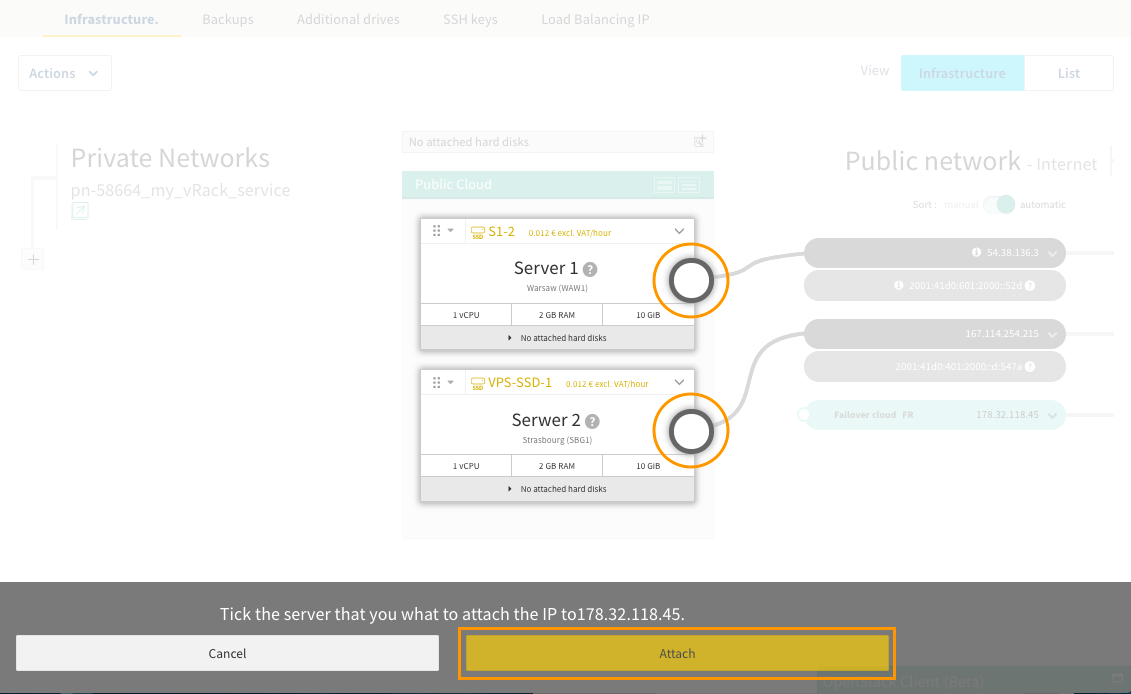 Infrastructure. Backups Additional drives SSH keys Load Balancing IP
Actions View Infrastructure List
No attached hard disks
Private Networks
pn-58664_my_vRack_service
Public network - Internet
Sort : manual automatic
Public Cloud
SSD S1-2 0.012 € excl. VAT/hour
Server 1 ?
Warsaw (WAW1)
1 vCPU 2 GB RAM 10 GiB
No attached hard disks
54.38.136.3
2001:41d0:601:2000::52d ?
SSD VPS-SSD-1 0.012 € excl. VAT/hour
Serwer 2 ?
Strasbourg (SBG1)
1 vCPU 2 GB RAM 10 GiB
No attached hard disks
167.114.254.215
2001:41d0:401:2000::d:547a ?
Failover cloud FR 178.32.118.45
Tick the server that you what to attach the IP to178.32.118.45.
Cancel Attach
OpenStack Client (Beta)